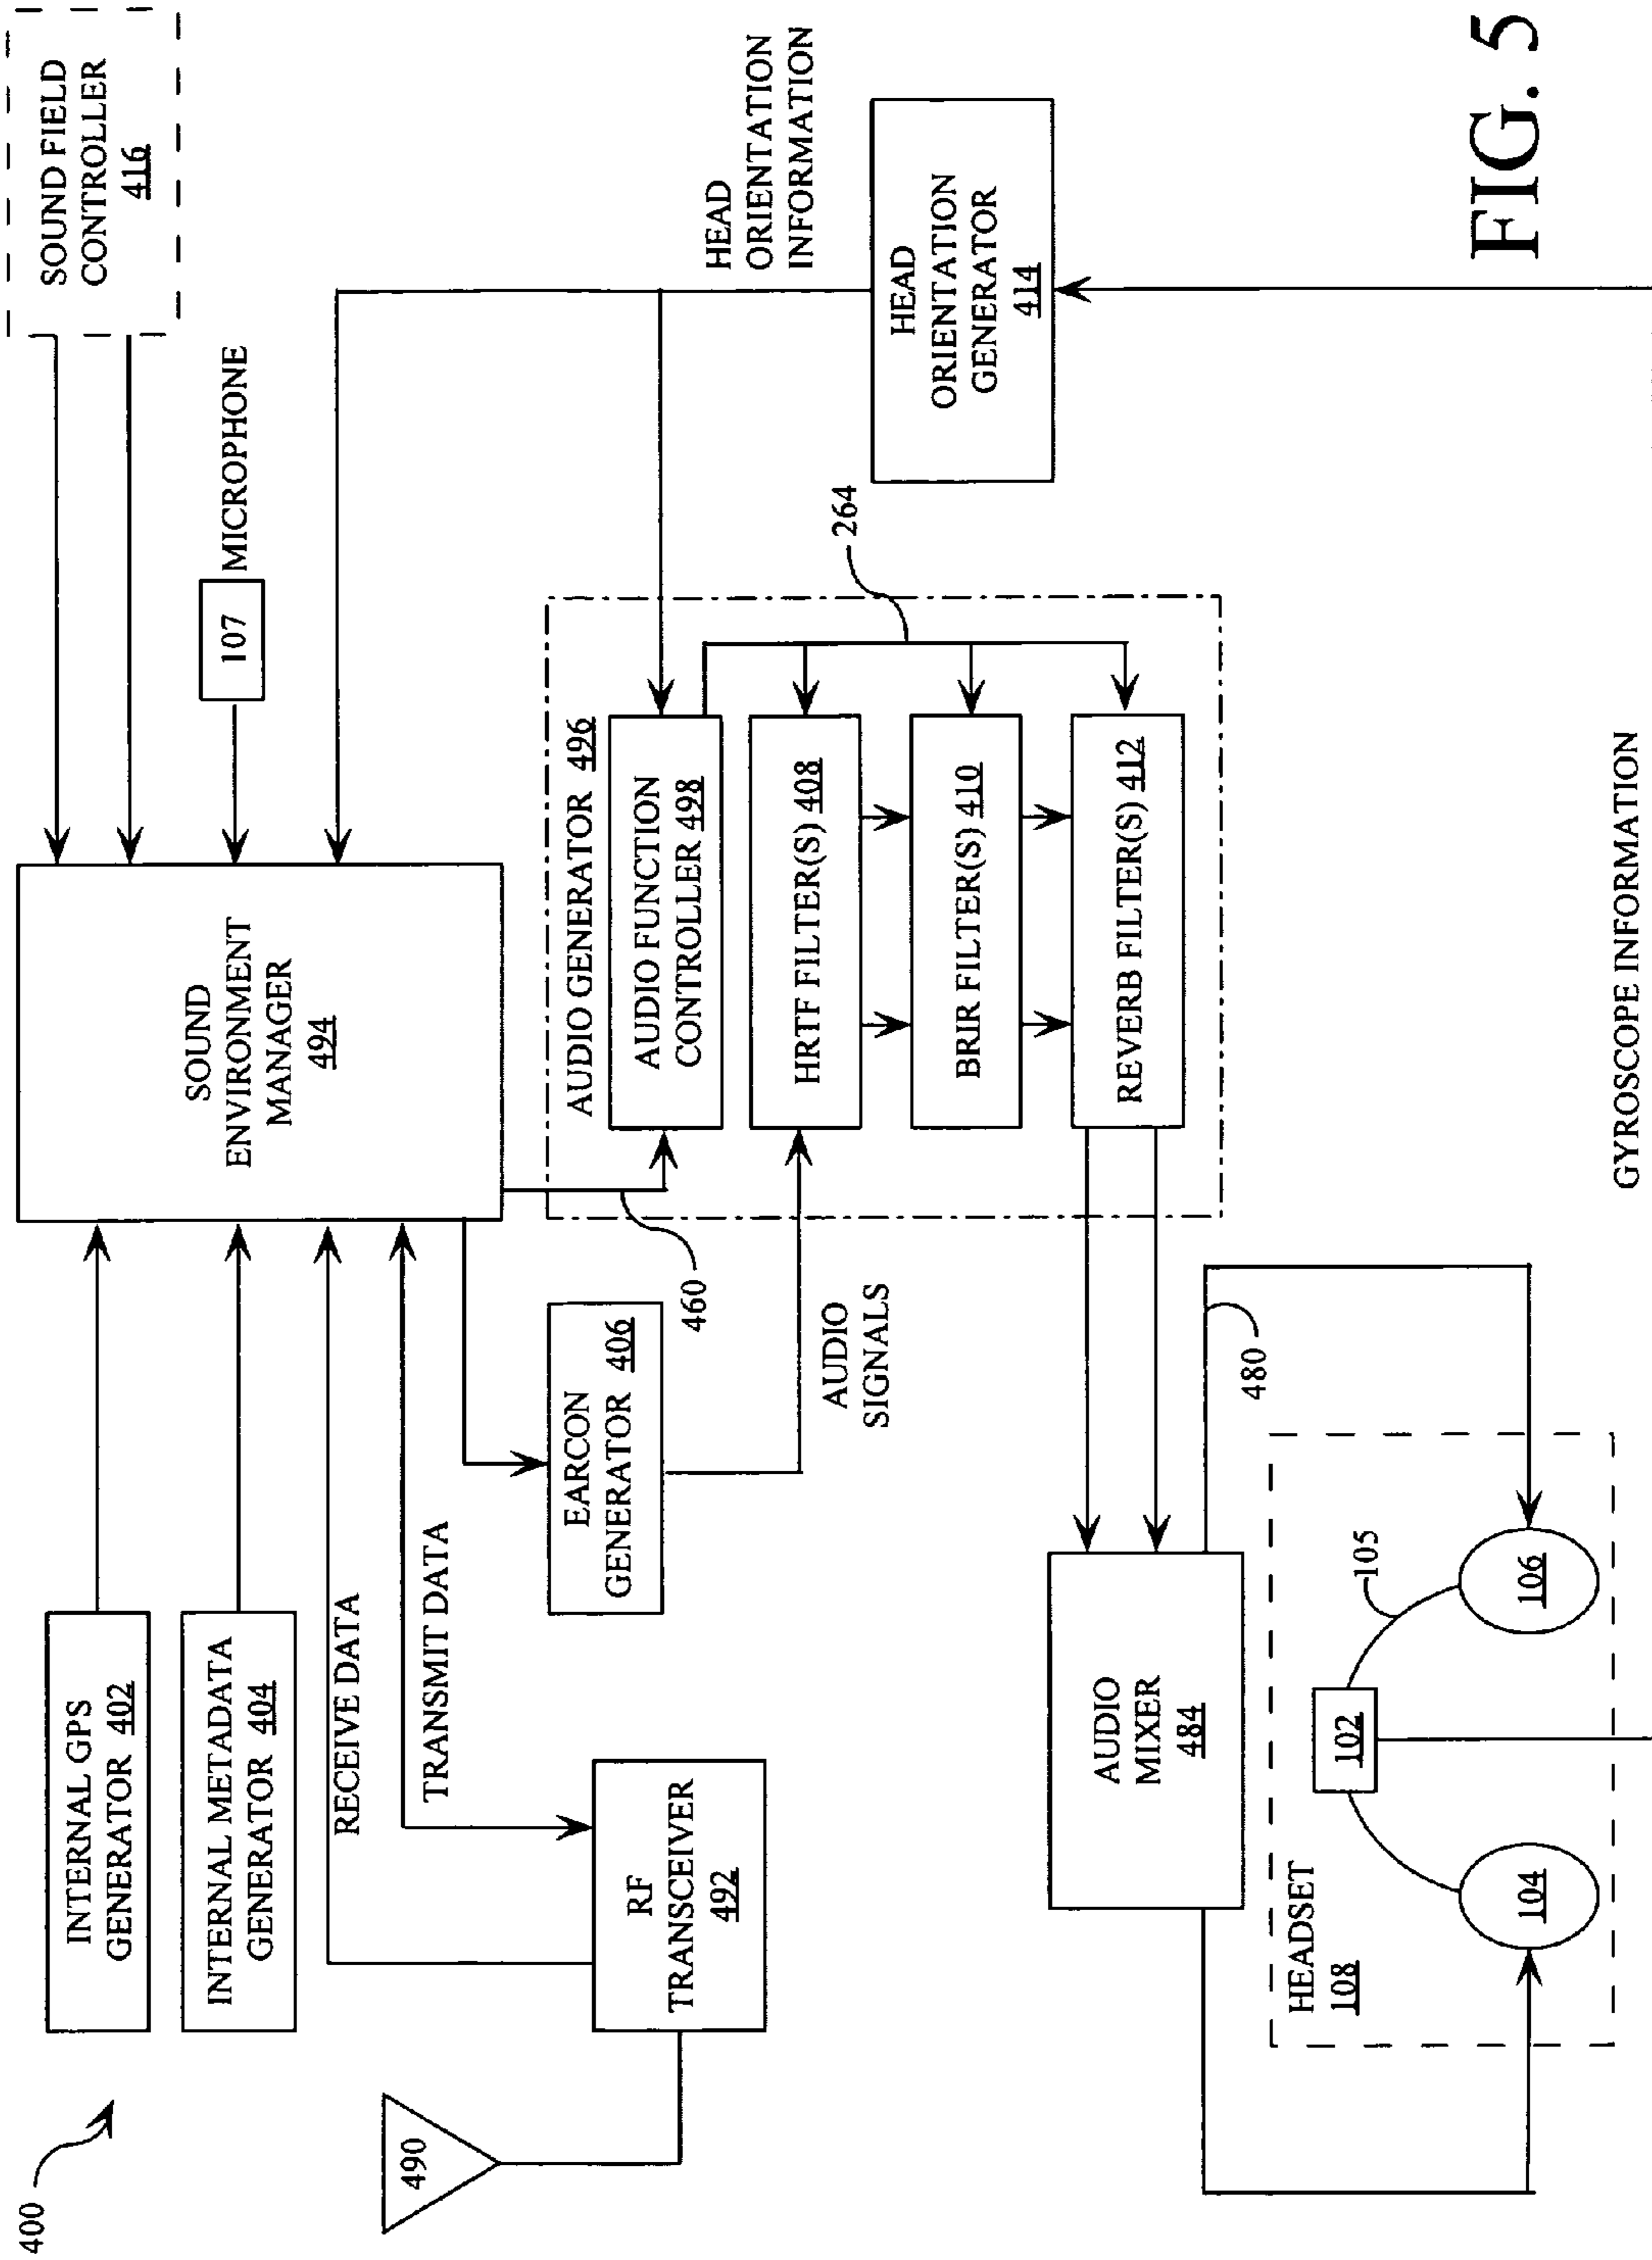 400
INTERNAL GPS
GENERATOR 402
INTERNAL METADATA
GENERATOR 404
RECEIVE DATA
TRANSMIT DATA
490
RF
TRANSCEIVER
492
SOUND
ENVIRONMENT
MANAGER
494
SOUND FIELD
CONTROLLER
416
107
MICROPHONE
EARCON
GENERATOR 406
460
AUDIO
SIGNALS
AUDIO GENERATOR 496
AUDIO FUNCTION
CONTROLLER 498
HRTF FILTER(S) 408
BRIR FILTER(S) 410
REVERB FILTER(S) 412
264
HEAD
ORIENTATION
INFORMATION
HEAD
ORIENTATION
GENERATOR
414
AUDIO
MIXER
484
480
HEADSET
108
102
105
104
106
GYROSCOPE INFORMATION
FIG. 5